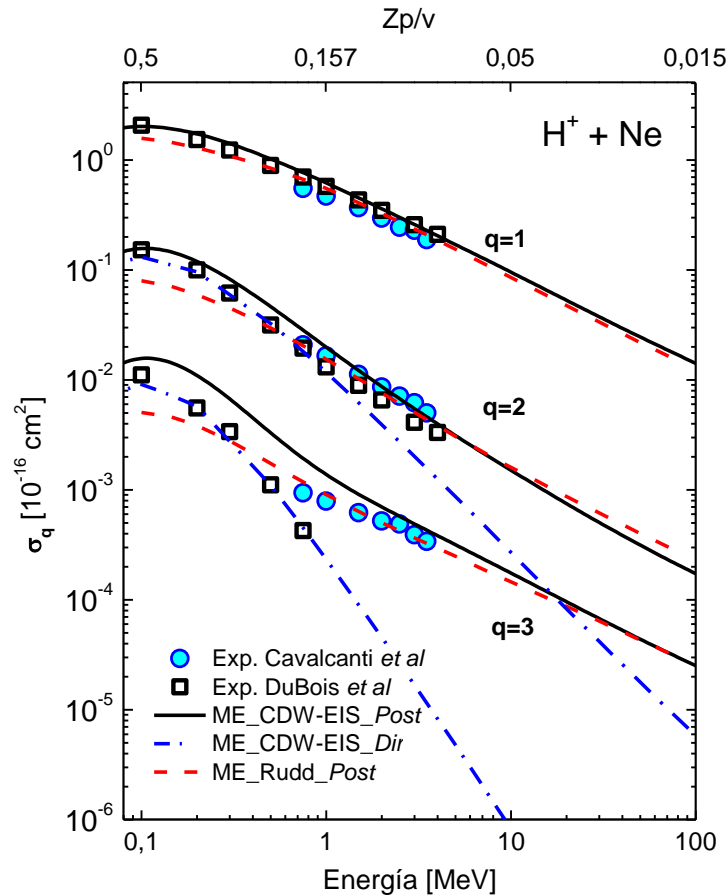 Zp/v
0,5 0,157 0,05 0,015
H⁺ + Ne
10⁰
q=1
10⁻¹
10⁻²
q=2
10⁻³
σq [10⁻¹⁶ cm²]
10⁻⁴
q=3
Exp. Cavalcanti et al
Exp. DuBois et al
10⁻⁵
ME_CDW-EIS_Post
ME_CDW-EIS_Dir
ME_Rudd_Post
10⁻⁶
0,1 1 10 100
Energía [MeV]